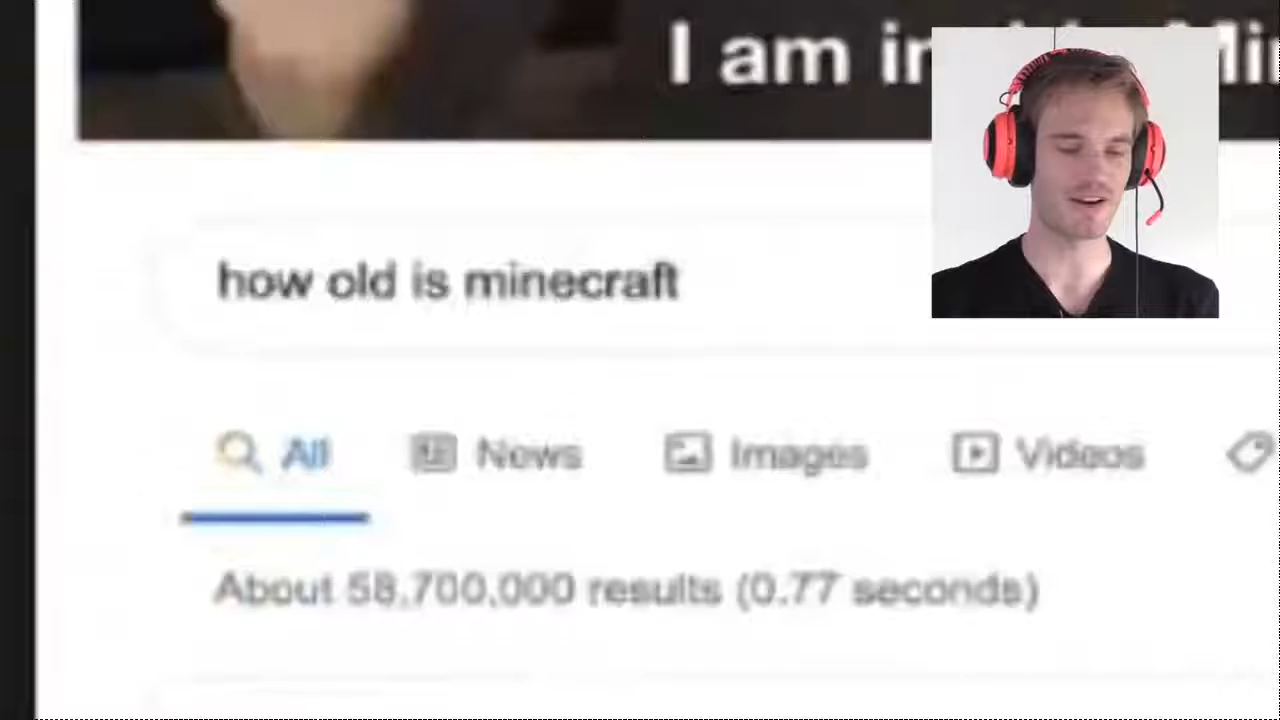 I am in
how old is minecraft
All News Images Videos
About 58,700,000 results (0.77 seconds)